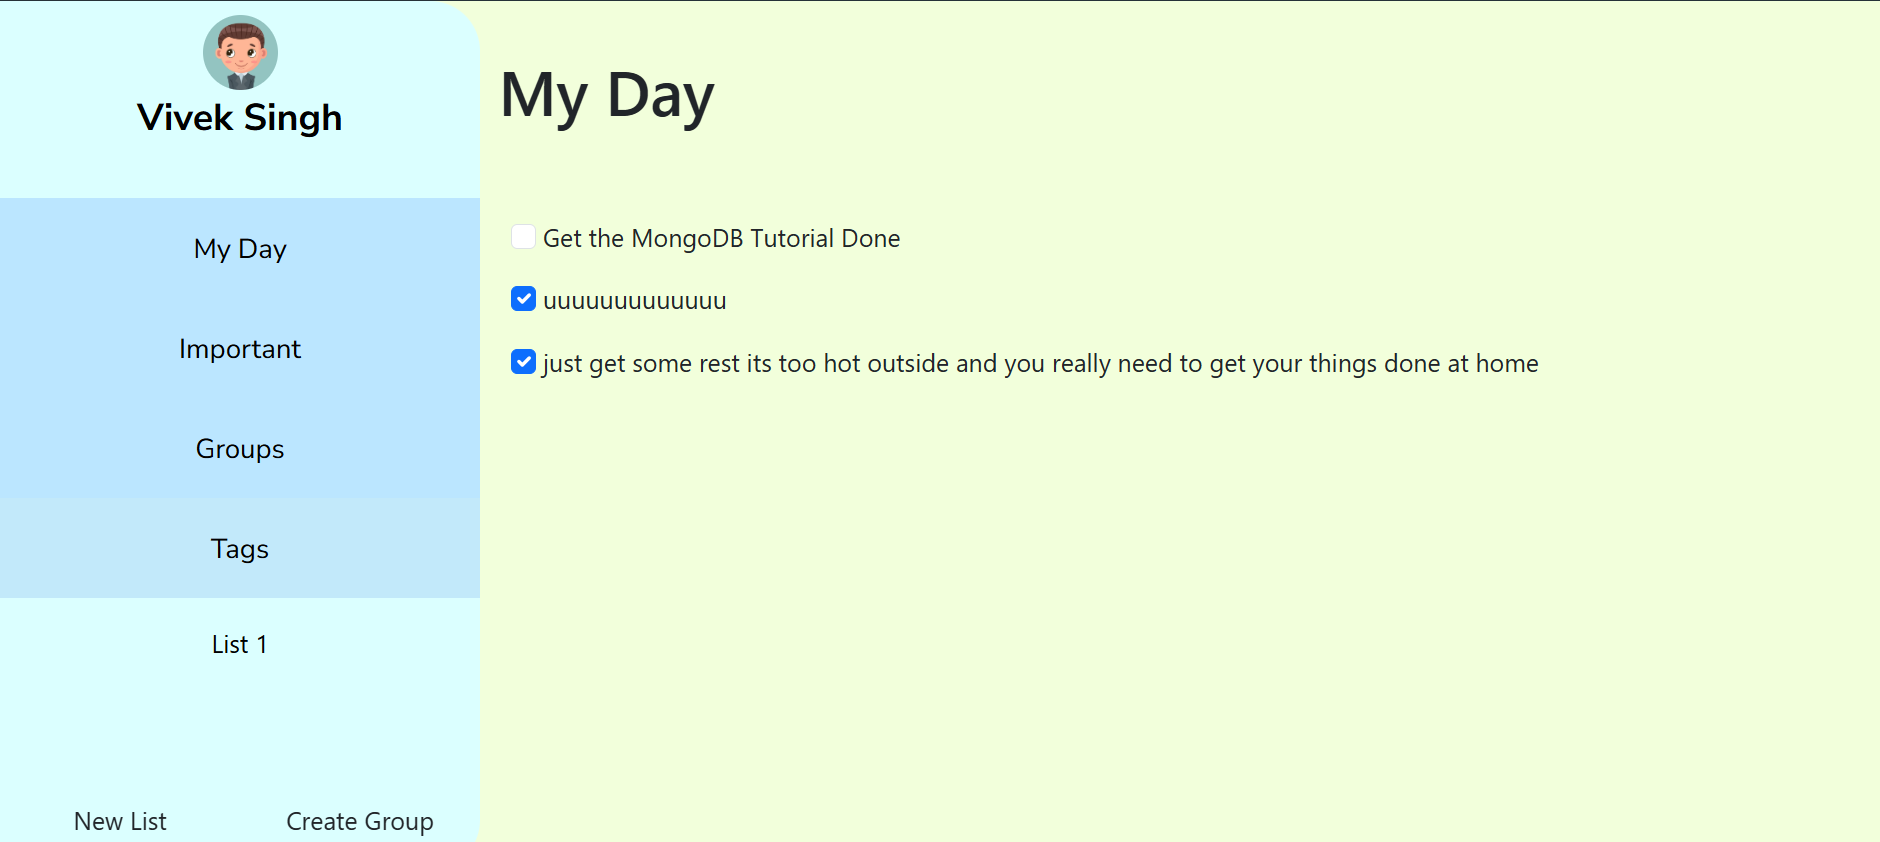 Vivek Singh
My Day
Important
Groups
Tags
List 1
New List
Create Group
My Day
Get the MongoDB Tutorial Done
uuuuuuuuuuuuu
just get some rest its too hot outside and you really need to get your things done at home